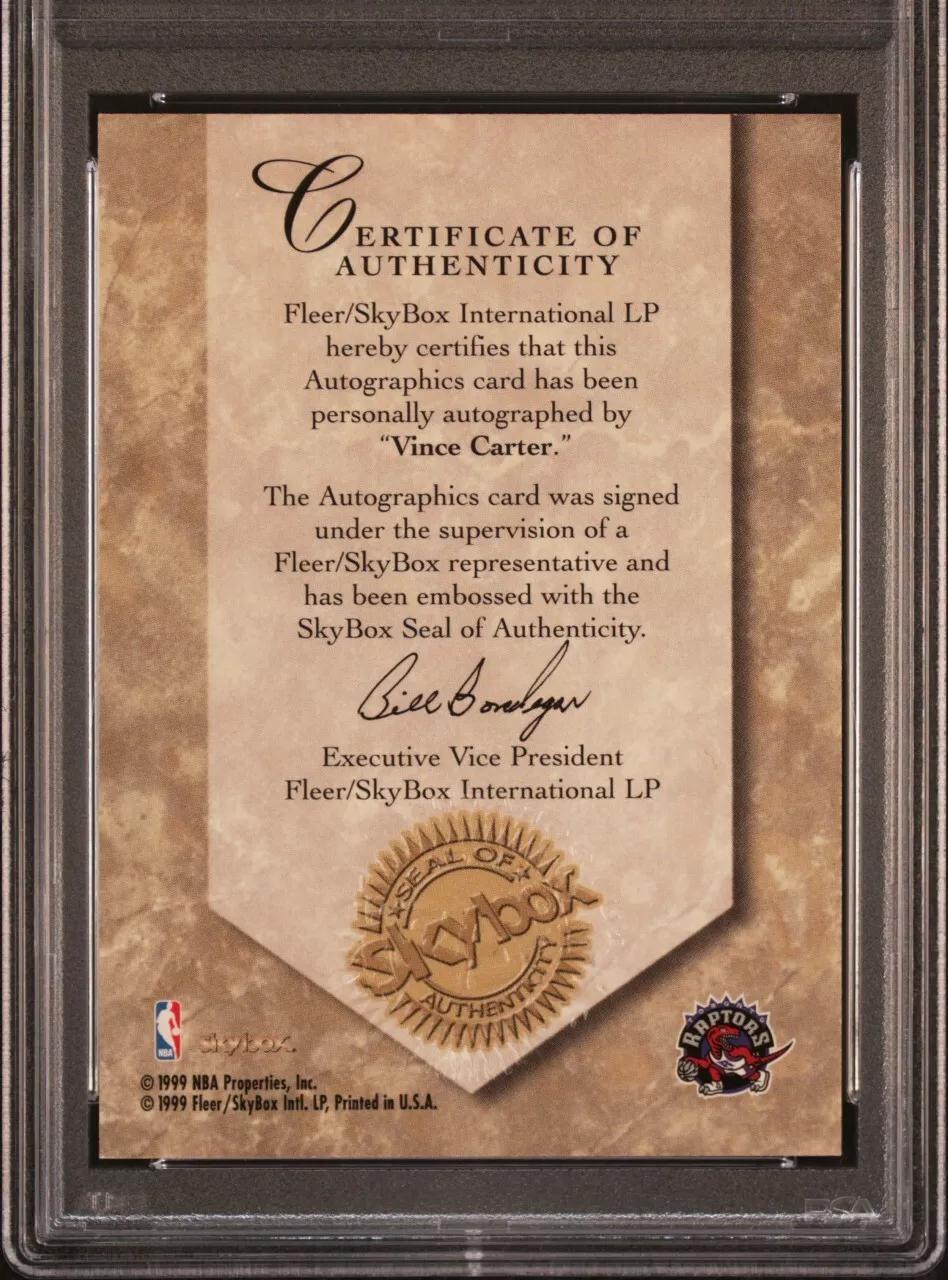 CERTIFICATE OF
AUTHENTICITY
Fleer/SkyBox International LP
hereby certifies that this
Autographics card has been
personally autographed by
“Vince Carter.”
The Autographics card was signed
under the supervision of a
Fleer/SkyBox representative and
has been embossed with the
SkyBox Seal of Authenticity.
Executive Vice President
Fleer/SkyBox International LP
SEAL OF
Skybox
AUTHENTICITY
NBA
skybox
RAPTORS
© 1999 NBA Properties, Inc.
© 1999 Fleer/SkyBox Intl. LP, Printed in U.S.A.
PSA